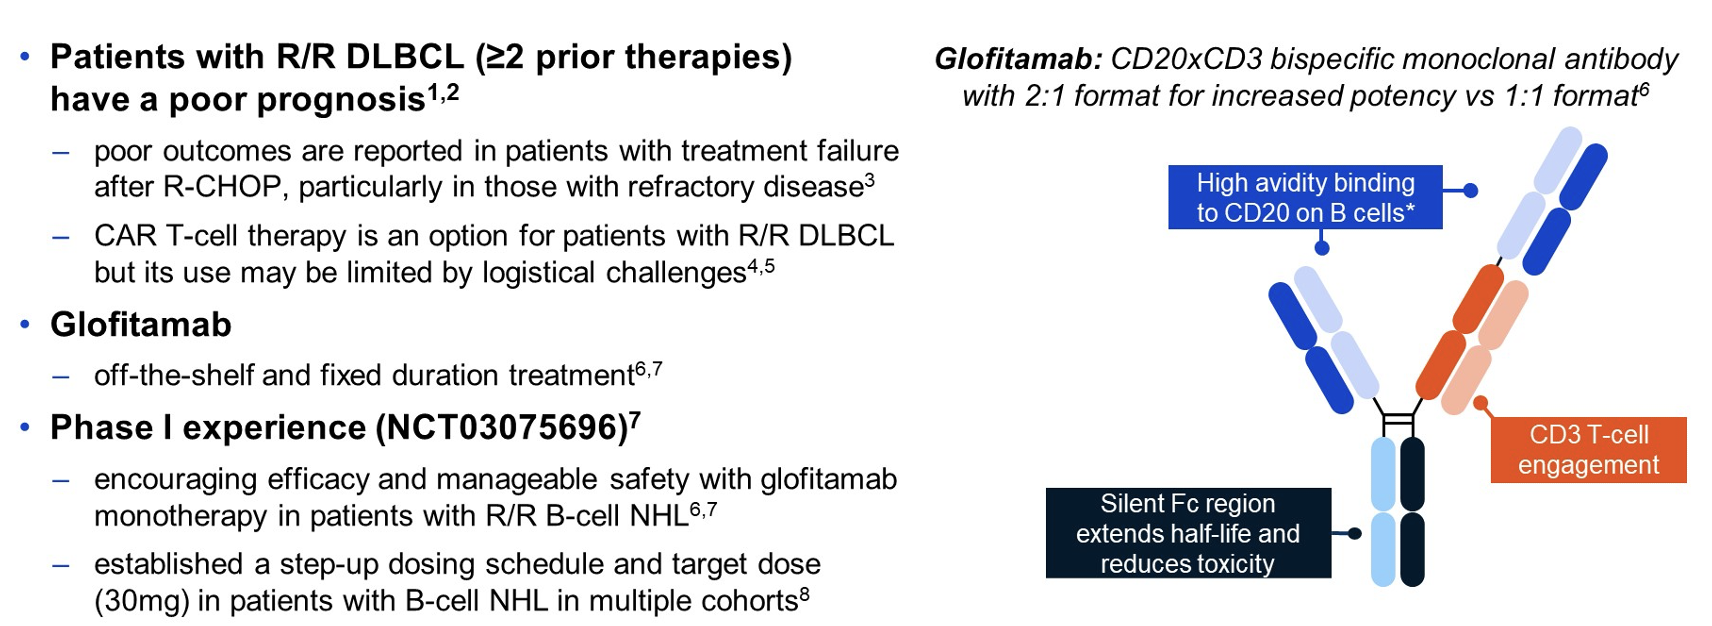 • Patients with R/R DLBCL (≥2 prior therapies)
have a poor prognosis1,2
– poor outcomes are reported in patients with treatment failure
after R-CHOP, particularly in those with refractory disease3
– CAR T-cell therapy is an option for patients with R/R DLBCL
but its use may be limited by logistical challenges4,5
• Glofitamab
– off-the-shelf and fixed duration treatment6,7
• Phase I experience (NCT03075696)7
– encouraging efficacy and manageable safety with glofitamab
monotherapy in patients with R/R B-cell NHL6,7
– established a step-up dosing schedule and target dose
(30mg) in patients with B-cell NHL in multiple cohorts8
Glofitamab: CD20xCD3 bispecific monoclonal antibody
with 2:1 format for increased potency vs 1:1 format6
High avidity binding
to CD20 on B cells*
CD3 T-cell
engagement
Silent Fc region
extends half-life and
reduces toxicity